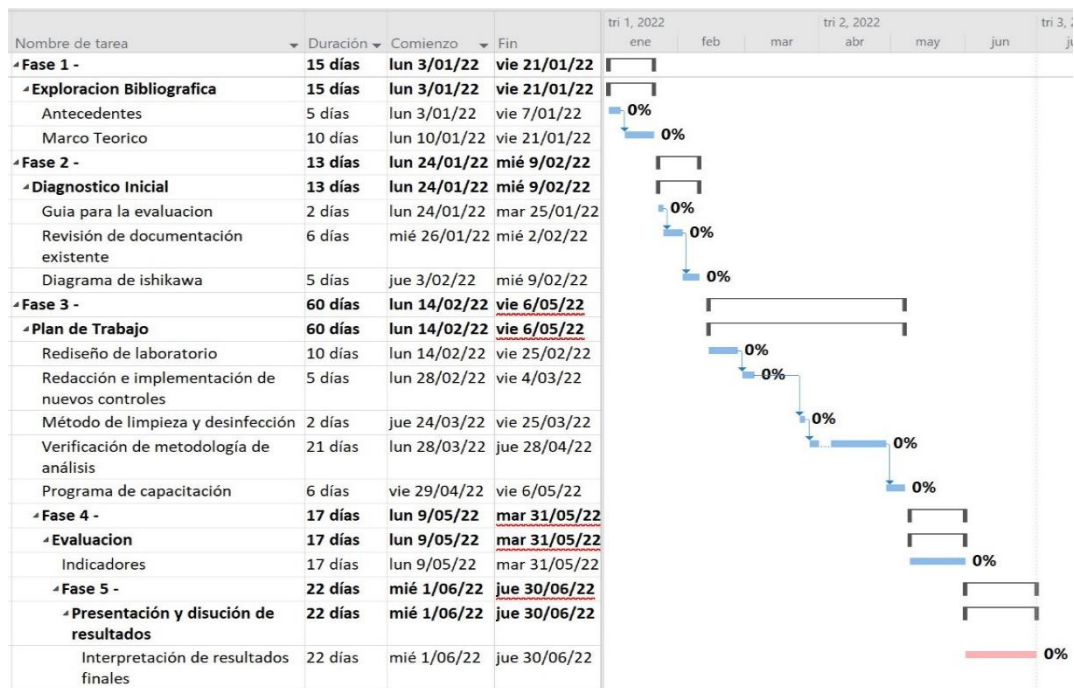 tri 1, 2022 tri 2, 2022 tri 3, 2
Nombre de tarea Duración Comienzo Fin ene feb mar abr may jun
Fase 1 - 15 días lun 3/01/22 vie 21/01/22
Exploracion Bibliografica 15 días lun 3/01/22 vie 21/01/22
Antecedentes 5 días lun 3/01/22 vie 7/01/22 0%
Marco Teorico 10 días lun 10/01/22 vie 21/01/22 0%
Fase 2 - 13 días lun 24/01/22 mié 9/02/22
Diagnostico Inicial 13 días lun 24/01/22 mié 9/02/22
Guia para la evaluacion 2 días lun 24/01/22 mar 25/01/22 0%
Revisión de documentación 6 días mié 26/01/22 mié 2/02/22 0%
existente
Diagrama de ishikawa 5 días jue 3/02/22 mié 9/02/22 0%
Fase 3 - 60 días lun 14/02/22 vie 6/05/22
Plan de Trabajo 60 días lun 14/02/22 vie 6/05/22
Rediseño de laboratorio 10 días lun 14/02/22 vie 25/02/22 0%
Redacción e implementación de 5 días lun 28/02/22 vie 4/03/22 0%
nuevos controles
Método de limpieza y desinfección 2 días jue 24/03/22 vie 25/03/22 0%
Verificación de metodología de 21 días lun 28/03/22 jue 28/04/22 0%
análisis
Programa de capacitación 6 días vie 29/04/22 vie 6/05/22 0%
Fase 4 - 17 días lun 9/05/22 mar 31/05/22
Evaluacion 17 días lun 9/05/22 mar 31/05/22
Indicadores 17 días lun 9/05/22 mar 31/05/22 0%
Fase 5 - 22 días mié 1/06/22 jue 30/06/22
Presentación y disución de 22 días mié 1/06/22 jue 30/06/22
resultados
Interpretación de resultados 22 días mié 1/06/22 jue 30/06/22 0%
finales